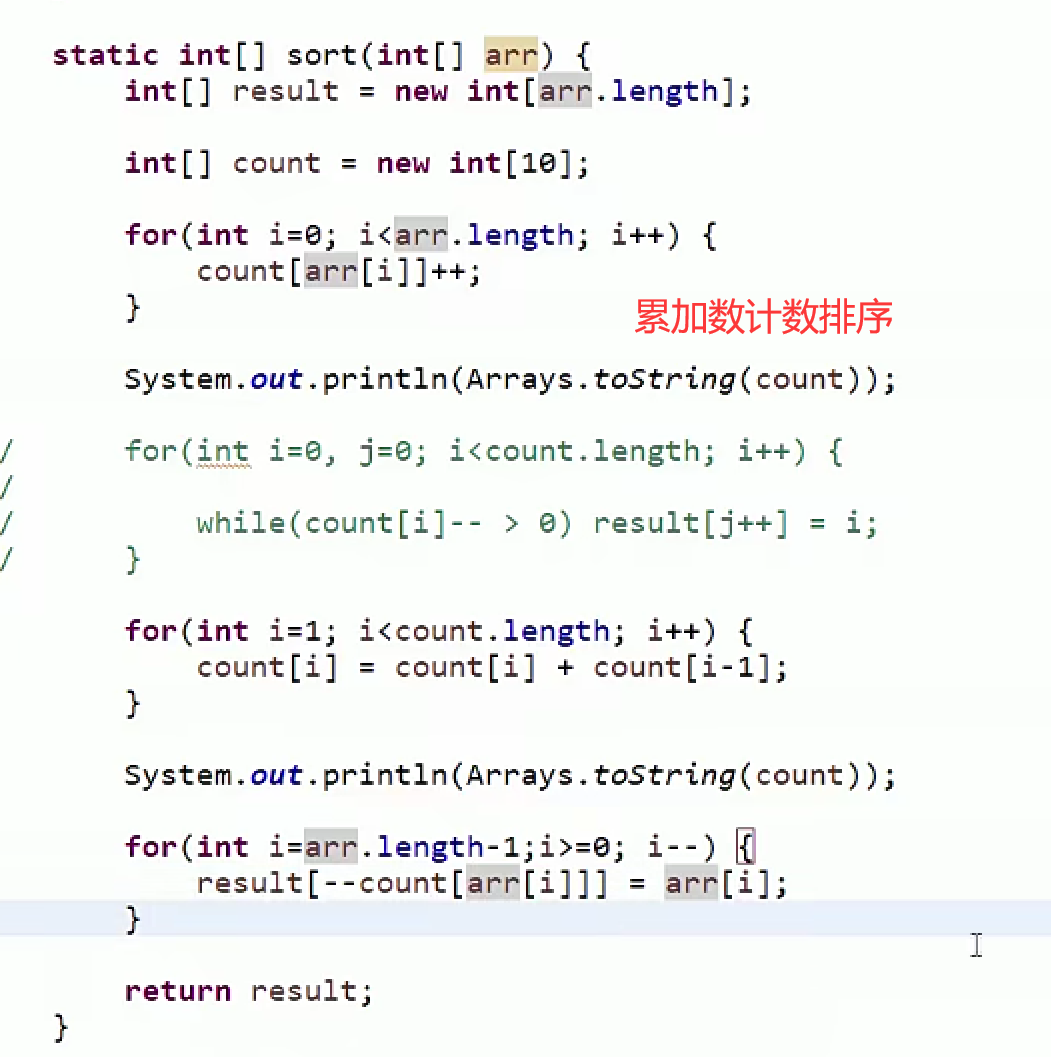 static int[] sort(int[] arr) {
int[] result = new int[arr.length];
int[] count = new int[10];
for(int i=0; i<arr.length; i++) {
count[arr[i]]++;
}
累加数计数排序
System.out.println(Arrays.toString(count));
/ for(int i=0, j=0; i<count.length; i++) {
/
/ while(count[i]-- > 0) result[j++] = i;
/ }
for(int i=1; i<count.length; i++) {
count[i] = count[i] + count[i-1];
}
System.out.println(Arrays.toString(count));
for(int i=arr.length-1;i>=0; i--) {
result[--count[arr[i]]] = arr[i];
}
return result;
}